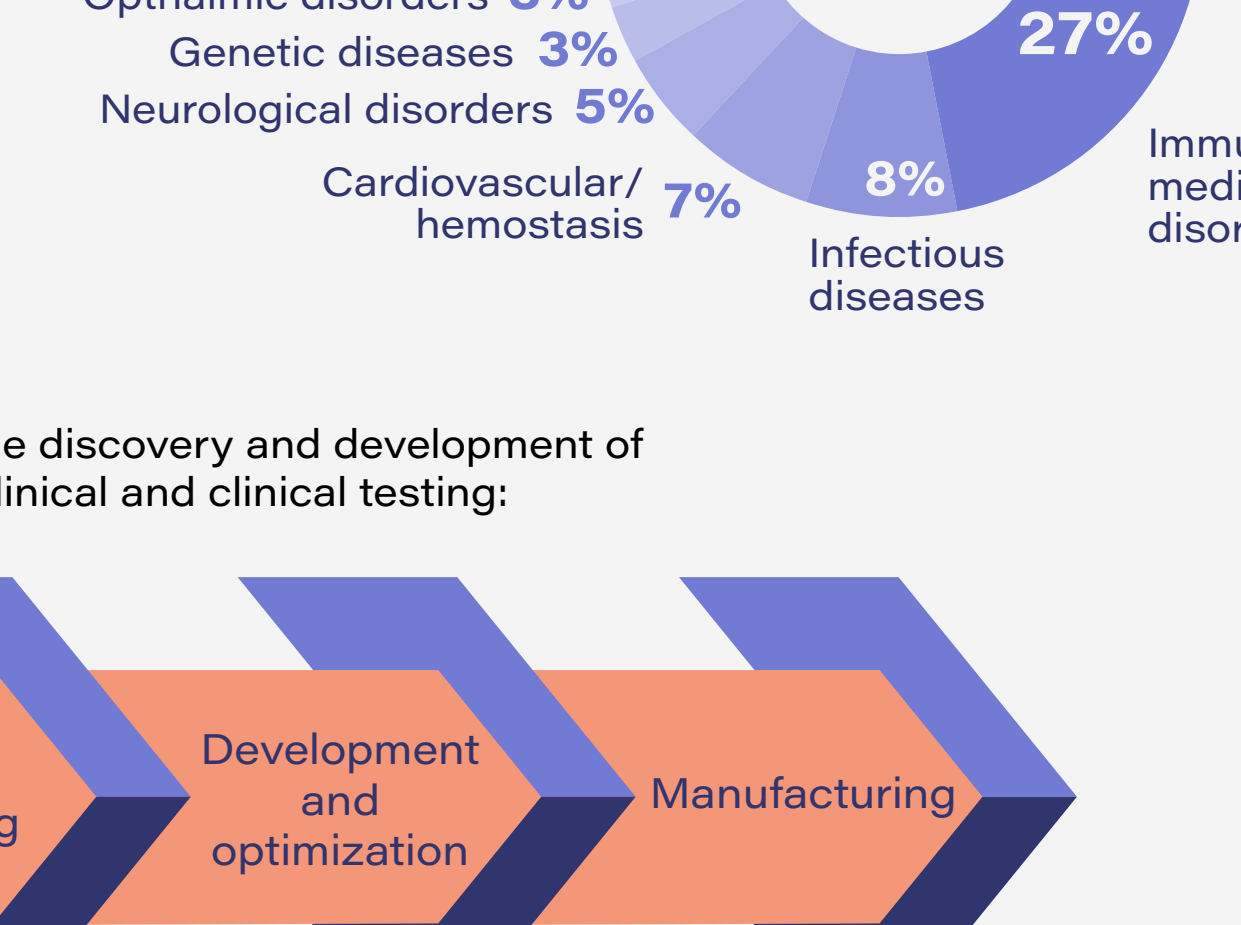 Genetic diseases 3%
Neurological disorders 5%
27%
Cardiovascular/
hemostasis
7%
8%
Infectious
diseases
e discovery and development of
linical and clinical testing:
Development
and
optimization
Manufacturing
g